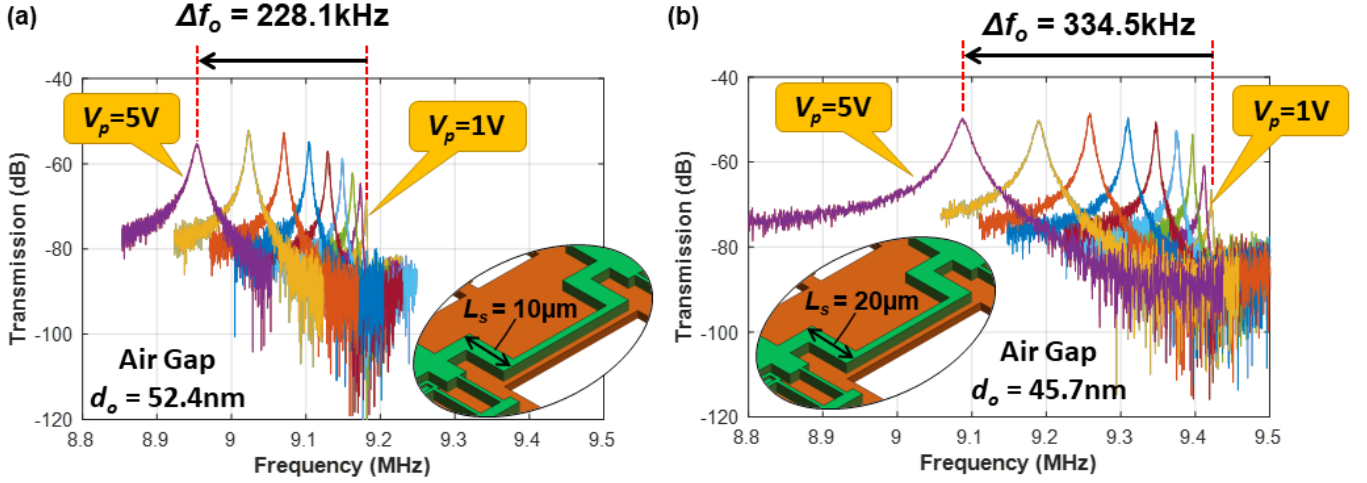 (a)
Δfₒ = 228.1kHz
Vₚ=5V
Vₚ=1V
-40
-60
-80
-100
-120
Transmission (dB)
Lₛ = 10μm
Air Gap
dₒ = 52.4nm
8.8 8.9 9 9.1 9.2 9.3 9.4 9.5
Frequency (MHz)
(b)
Δfₒ = 334.5kHz
Vₚ=5V
Vₚ=1V
-40
-60
-80
-100
-120
Transmission (dB)
Lₛ = 20μm
Air Gap
dₒ = 45.7nm
8.8 8.9 9 9.1 9.2 9.3 9.4 9.5
Frequency (MHz)